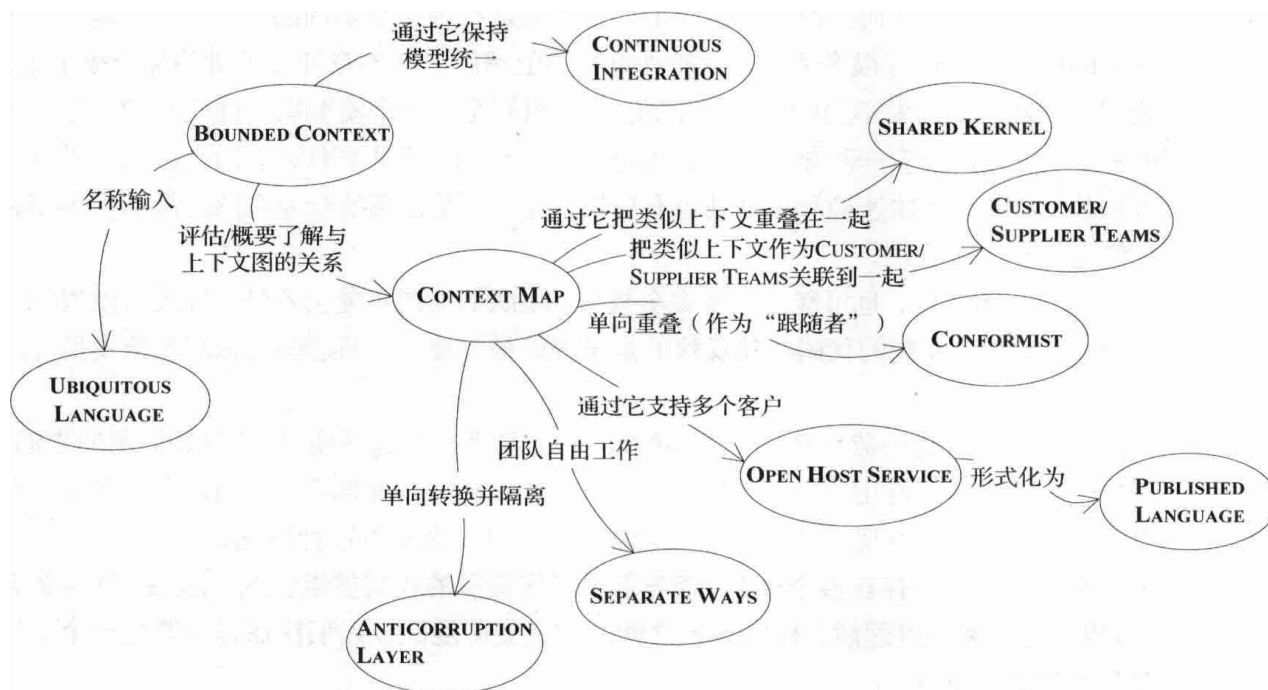 通过它保持
模型统一
CONTINUOUS
INTEGRATION
BOUNDED CONTEXT
SHARED KERNEL
名称输入
评估/概要了解与
上下文图的关系
通过它把类似上下文重叠在一起
把类似上下文作为CUSTOMER/
SUPPLIER TEAMS关联到一起
CUSTOMER/
SUPPLIER TEAMS
CONTEXT MAP
单向重叠（作为“跟随者”）
CONFORMIST
UBIQUITOUS
LANGUAGE
通过它支持多个客户
团队自由工作
单向转换并隔离
OPEN HOST SERVICE
形式化为
PUBLISHED
LANGUAGE
SEPARATE WAYS
ANTICORRUPTION
LAYER